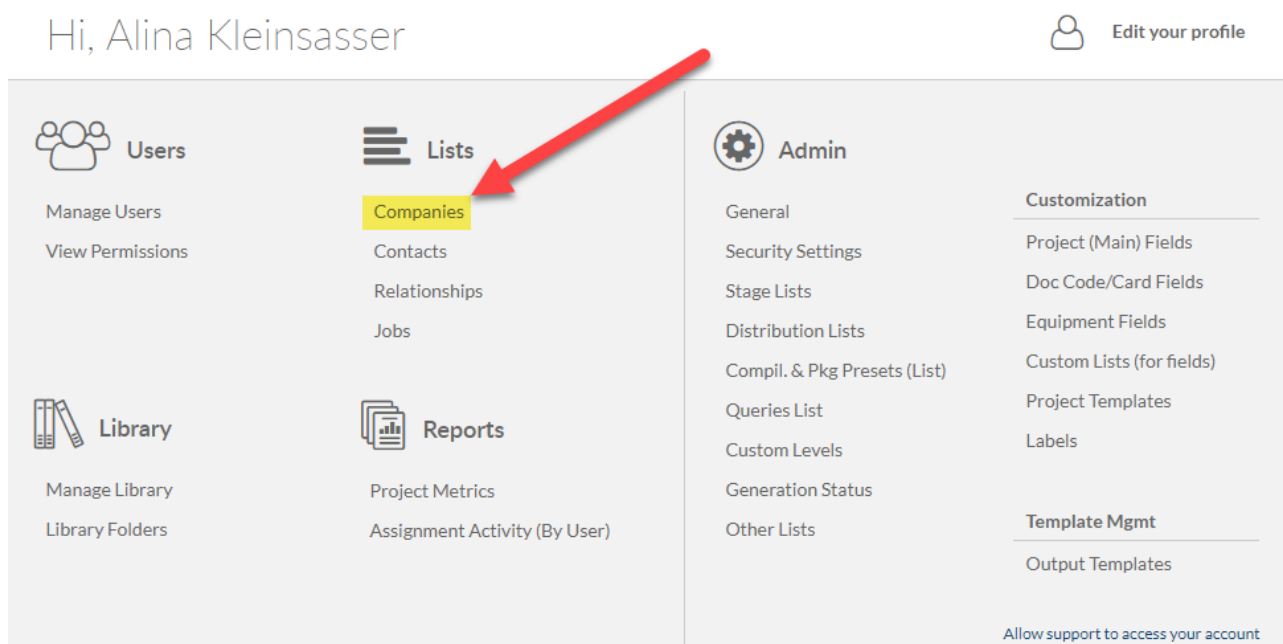 Hi, Alina Kleinsasser
Edit your profile
Users
Manage Users
View Permissions
Lists
Companies
Contacts
Relationships
Jobs
Library
Manage Library
Library Folders
Reports
Project Metrics
Assignment Activity (By User)
Admin
General
Security Settings
Stage Lists
Distribution Lists
Compil. & Pkg Presets (List)
Queries List
Custom Levels
Generation Status
Other Lists
Customization
Project (Main) Fields
Doc Code/Card Fields
Equipment Fields
Custom Lists (for fields)
Project Templates
Labels
Template Mgmt
Output Templates
Allow support to access your account